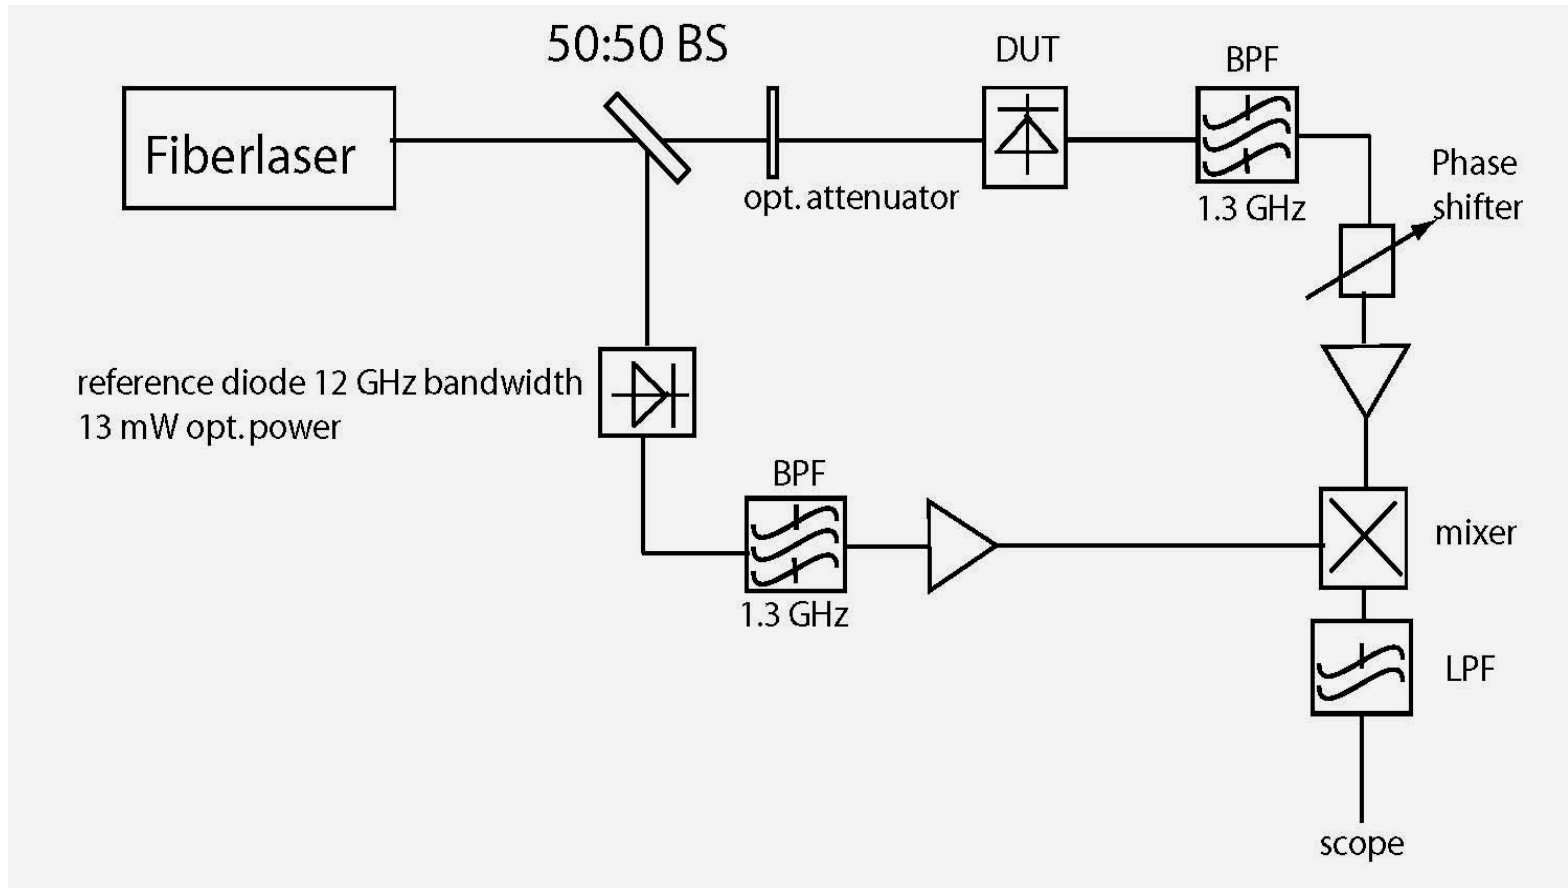 50:50 BS
DUT
BPF
Fiberlaser
opt. attenuator
1.3 GHz
Phase
shifter
reference diode 12 GHz bandwidth
13 mW opt. power
BPF
1.3 GHz
mixer
LPF
scope